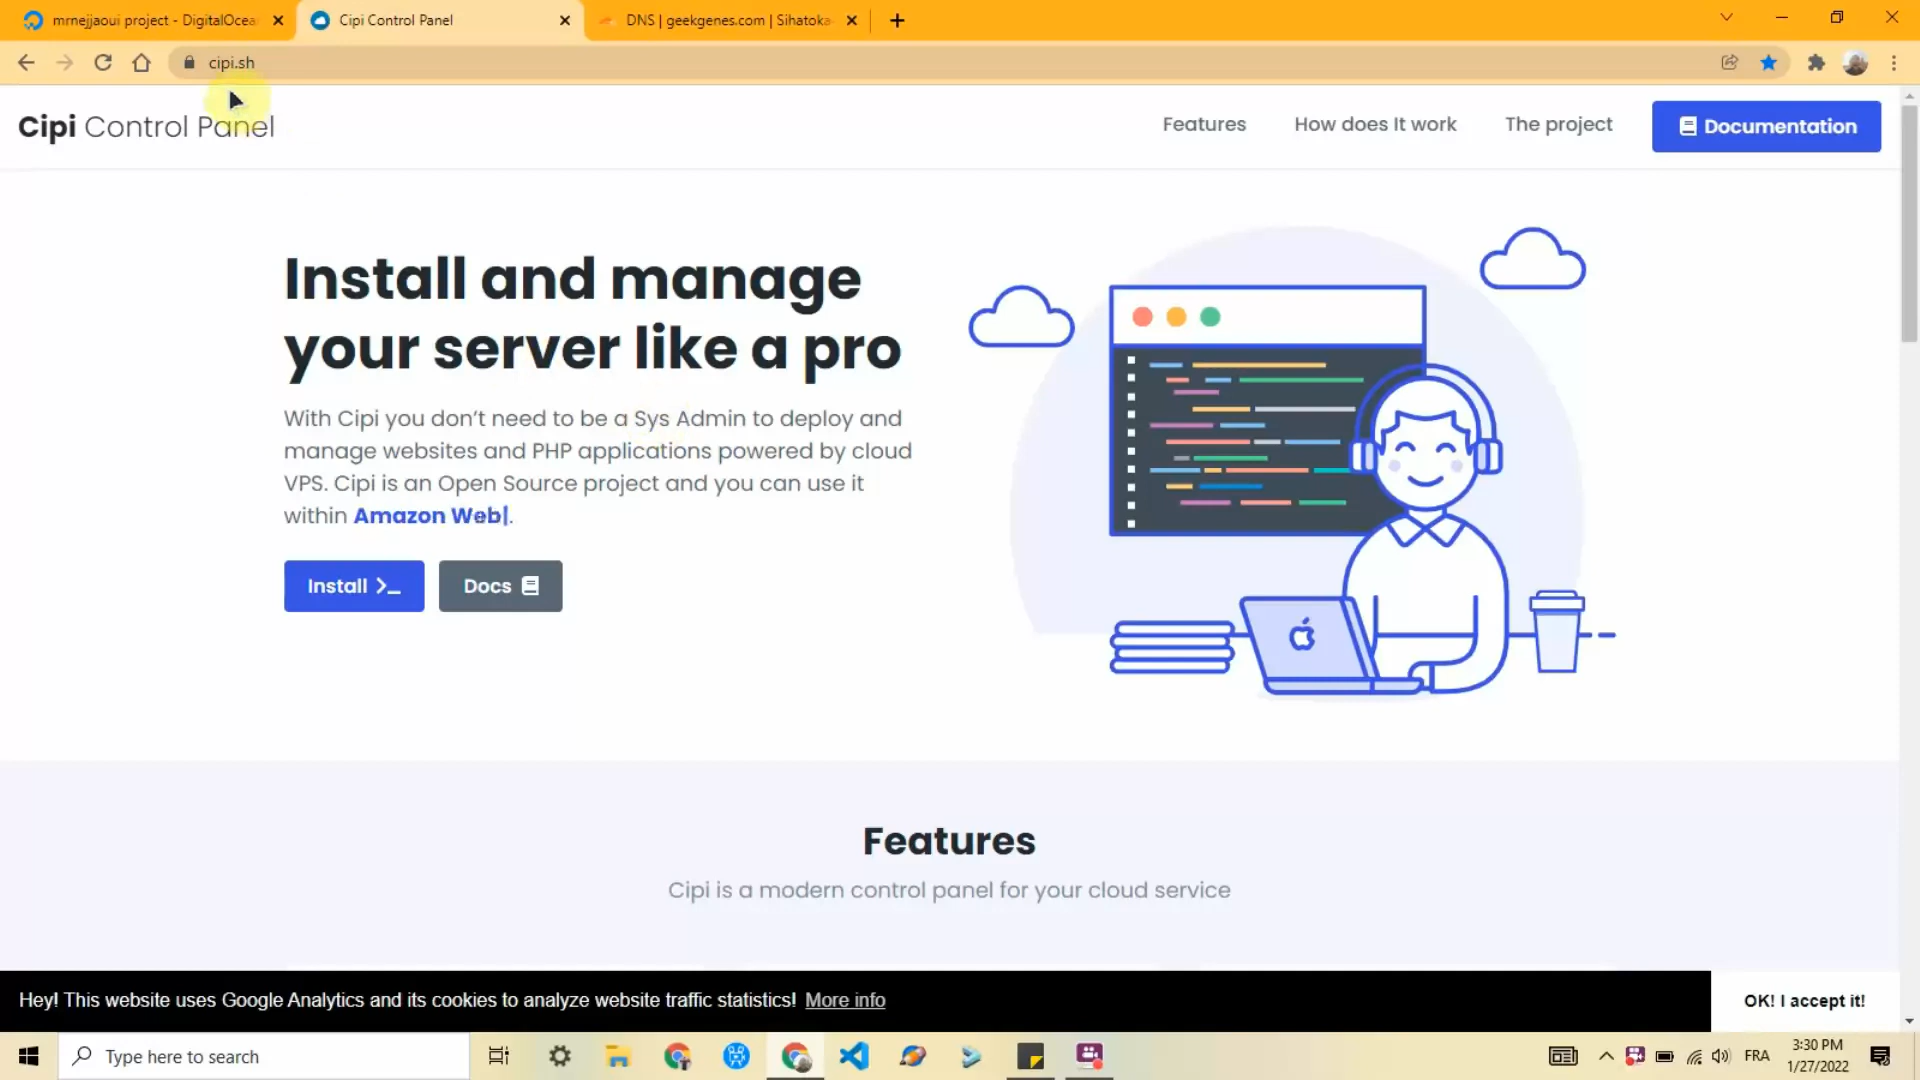 mrnejjaoui project - DigitalOcea
Cipi Control Panel
DNS | geekgenes.com | Sihatoka
cipi.sh
Cipi Control Panel
Features
How does It work
The project
Documentation
Install and manage
your server like a pro
With Cipi you don't need to be a Sys Admin to deploy and
manage websites and PHP applications powered by cloud
VPS. Cipi is an Open Source project and you can use it
within Amazon Web|.
Install >_
Docs
Features
Cipi is a modern control panel for your cloud service
Hey! This website uses Google Analytics and its cookies to analyze website traffic statistics! More info
OK! I accept it!
Type here to search
FRA
3:30 PM
1/27/2022